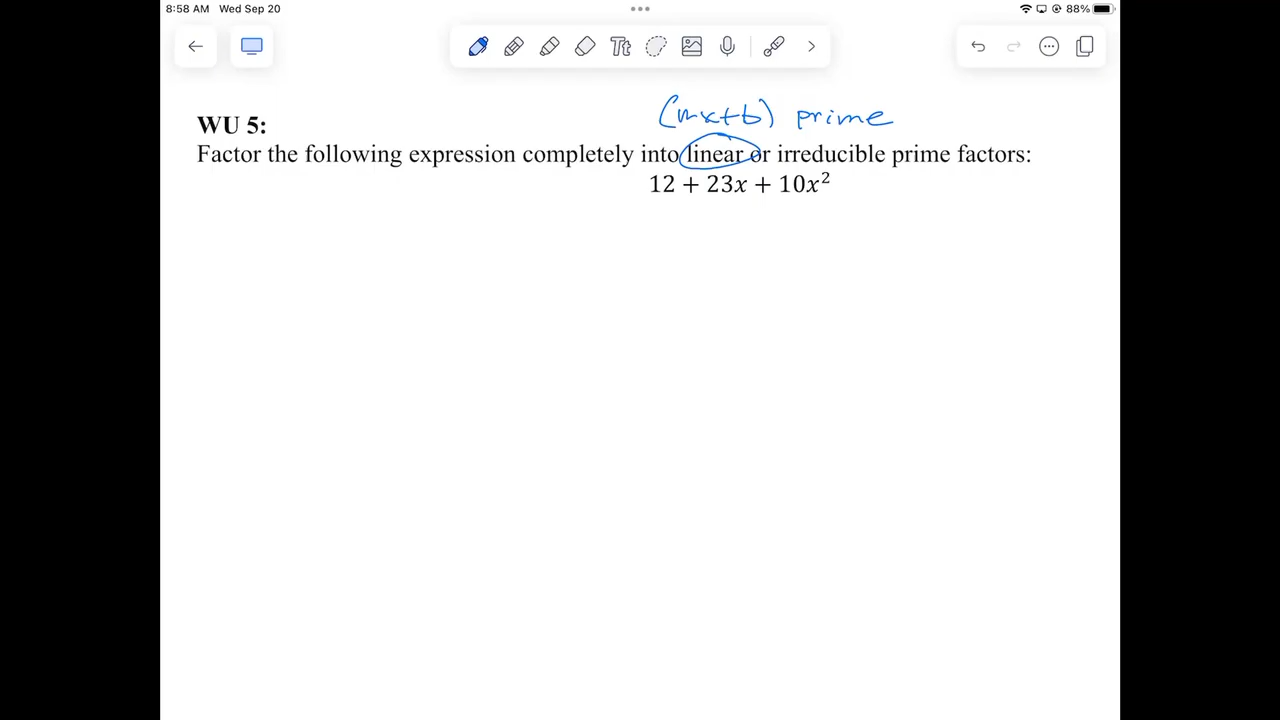 8:58 AM Wed Sep 20 88%
Tt
(mx+b) prime
WU 5:
Factor the following expression completely into linear or irreducible prime factors:
12 + 23x + 10x²